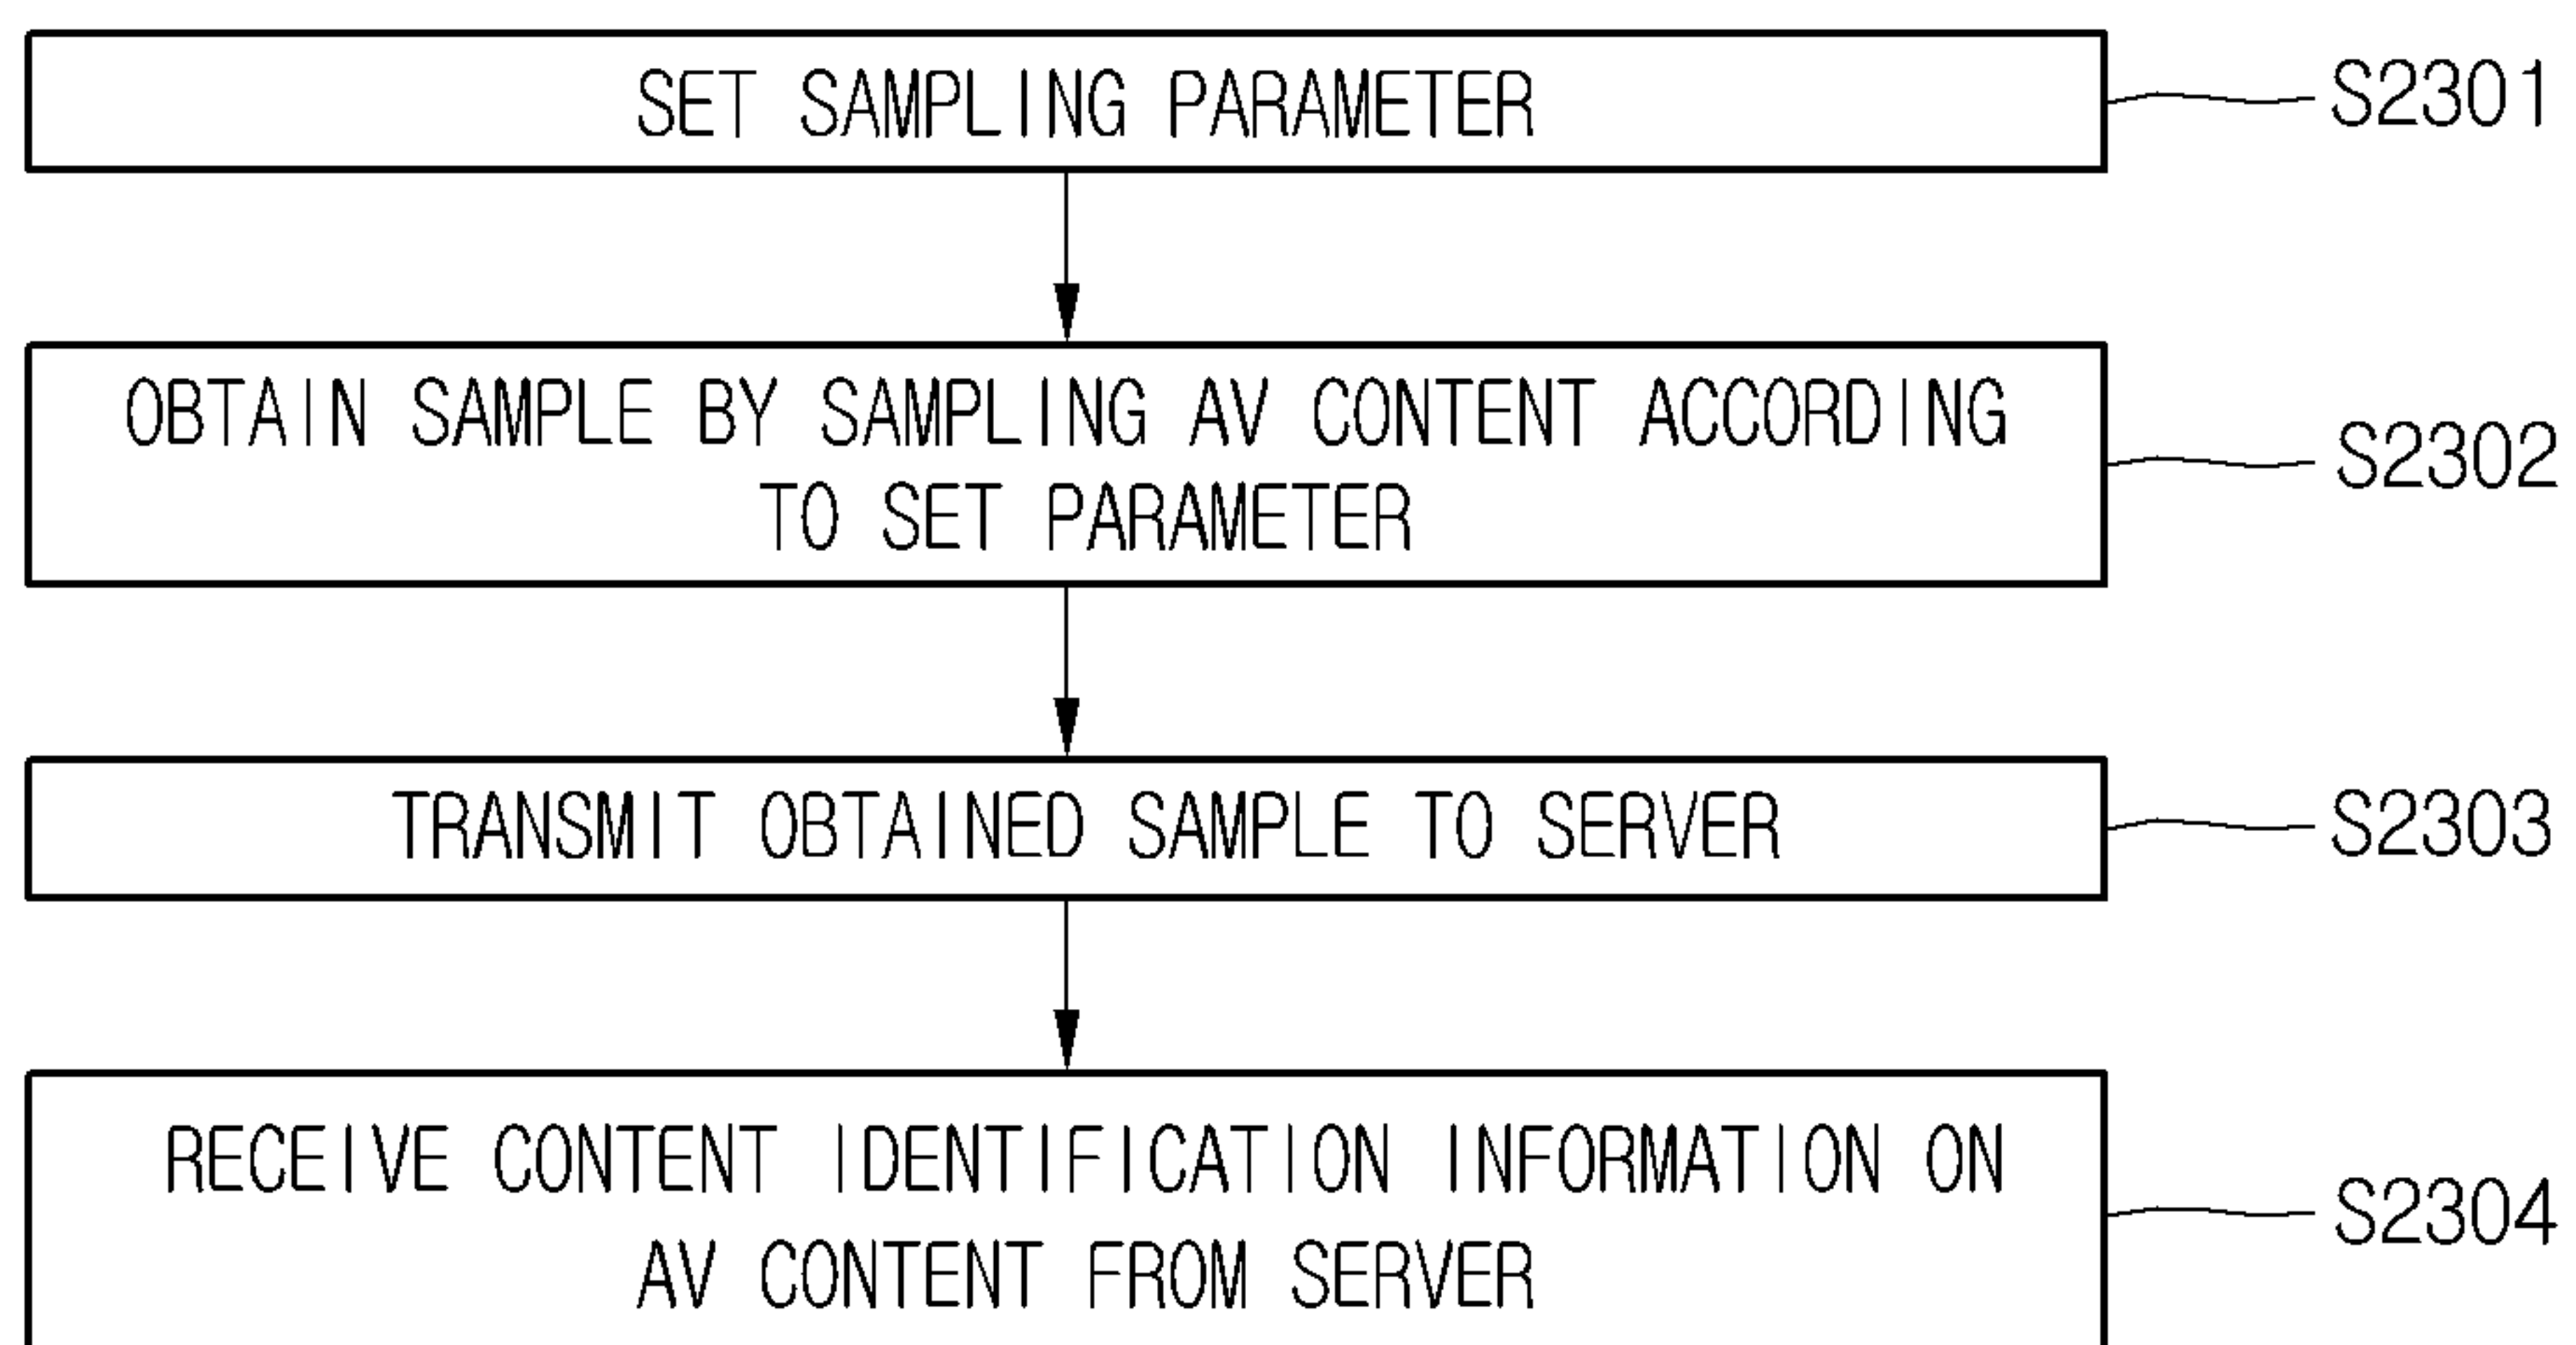 SET SAMPLING PARAMETER
S2301
OBTAIN SAMPLE BY SAMPLING AV CONTENT ACCORDING
TO SET PARAMETER
S2302
TRANSMIT OBTAINED SAMPLE TO SERVER
S2303
RECEIVE CONTENT IDENTIFICATION INFORMATION ON
AV CONTENT FROM SERVER
S2304